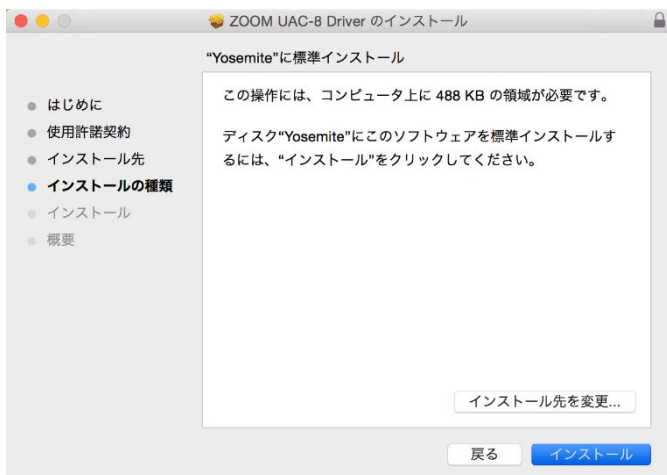 ZOOM UAC-8 Driver のインストール
“Yosemite”に標準インストール
はじめに
使用許諾契約
インストール先
インストールの種類
インストール
概要
この操作には、コンピュータ上に 488 KB の領域が必要です。
ディスク“Yosemite”にこのソフトウェアを標準インストールす
るには、“インストール”をクリックしてください。
インストール先を変更...
戻る
インストール